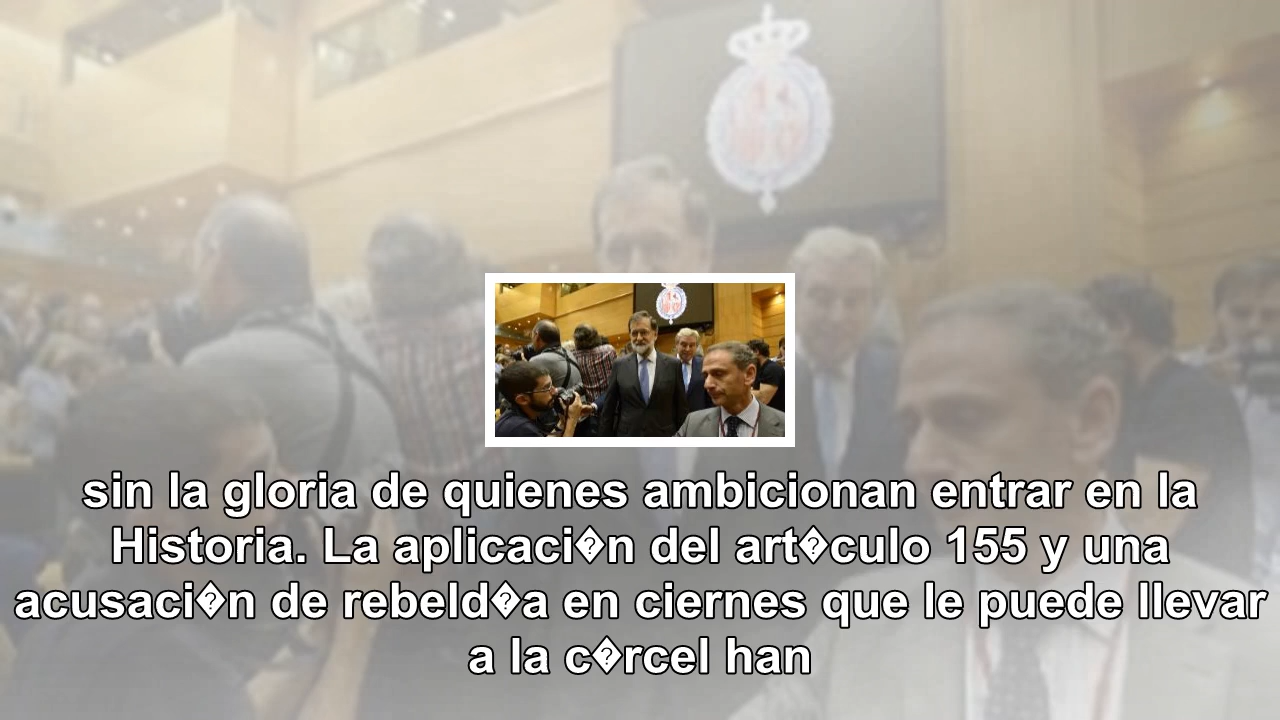 sin la gloria de quienes ambicionan entrar en la
Historia. La aplicaci�n del art�culo 155 y una
acusaci�n de rebeld�a en ciernes que le puede llevar
a la c�rcel han